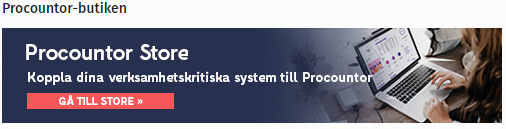 Procountor-butiken
Procountor Store
Koppla dina verksamhetskritiska system till Procountor
GÅ TILL STORE »